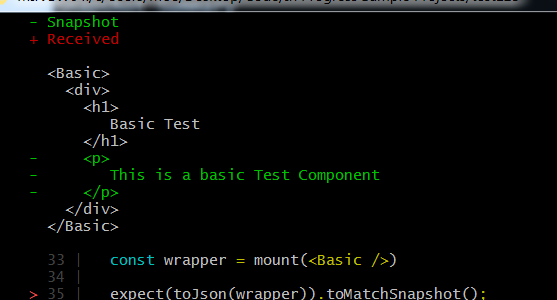 - Snapshot
+ Received
<Basic>
<div>
<h1>
Basic Test
</h1>
- <p>
- This is a basic Test Component
- </p>
</div>
</Basic>
33 | const wrapper = mount(<Basic />)
34 |
> 35 | expect(toJson(wrapper)).toMatchSnapshot();